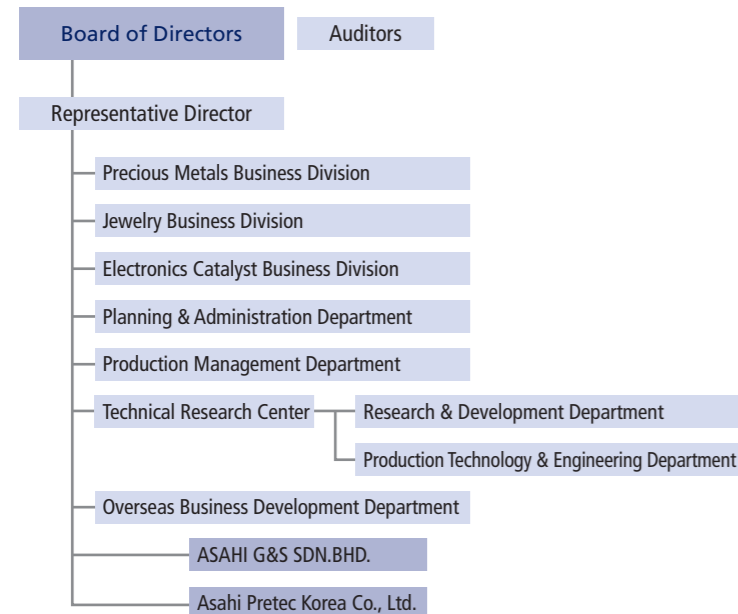 Board of Directors
Auditors
Representative Director
Precious Metals Business Division
Jewelry Business Division
Electronics Catalyst Business Division
Planning & Administration Department
Production Management Department
Technical Research Center
Research & Development Department
Production Technology & Engineering Department
Overseas Business Development Department
ASAHI G&S SDN.BHD.
Asahi Pretec Korea Co., Ltd.